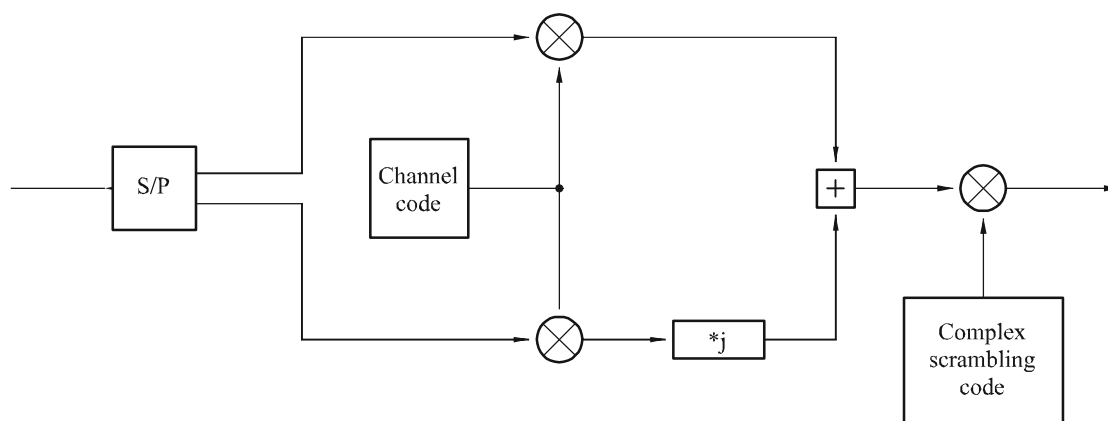 S/P
Channel
code
+
*j
Complex
scrambling
code